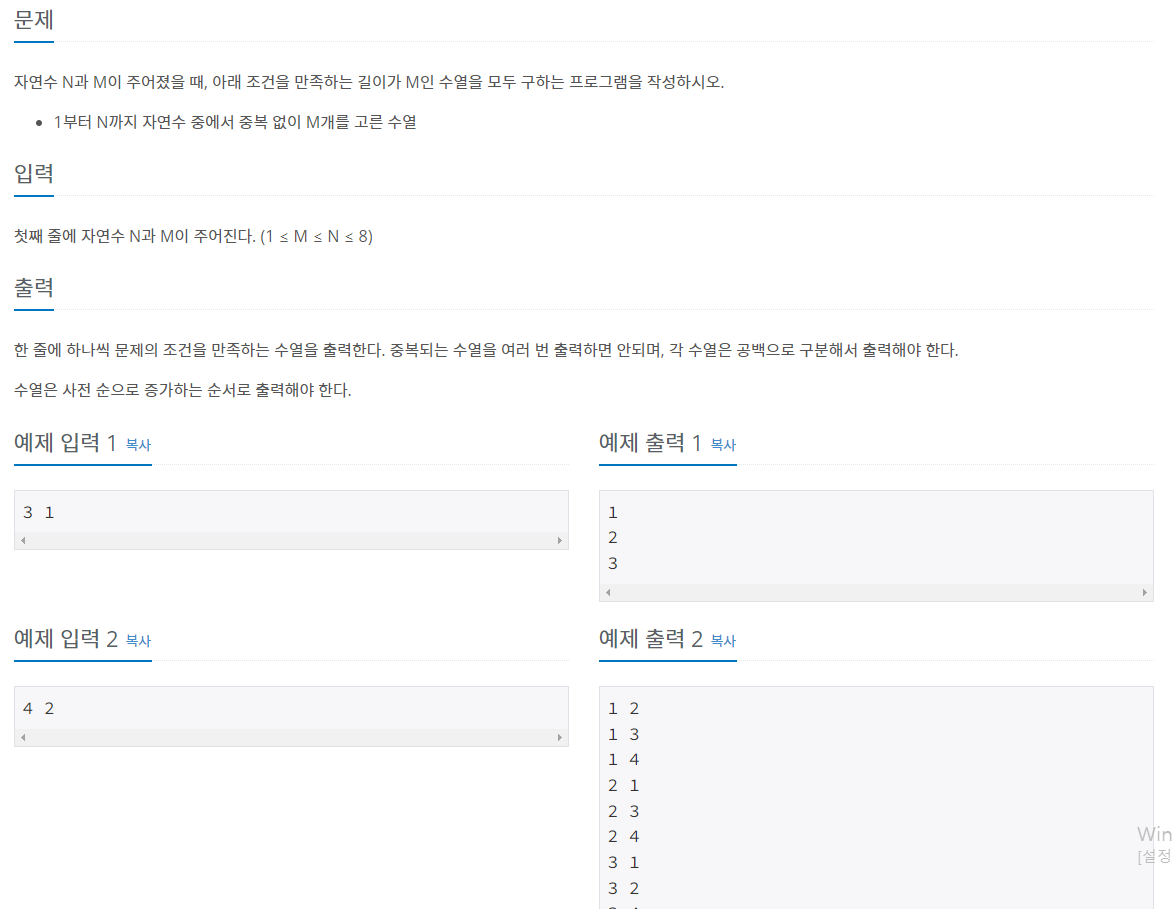 문제
자연수 N과 M이 주어졌을 때, 아래 조건을 만족하는 길이가 M인 수열을 모두 구하는 프로그램을 작성하시오.
• 1부터 N까지 자연수 중에서 중복 없이 M개를 고른 수열
입력
첫째 줄에 자연수 N과 M이 주어진다. (1 ≤ M ≤ N ≤ 8)
출력
한 줄에 하나씩 문제의 조건을 만족하는 수열을 출력한다. 중복되는 수열을 여러 번 출력하면 안되며, 각 수열은 공백으로 구분해서 출력해야 한다.
수열은 사전 순으로 증가하는 순서로 출력해야 한다.
예제 입력 1 복사
3 1
예제 출력 1 복사
1
2
3
예제 입력 2 복사
4 2
예제 출력 2 복사
1 2
1 3
1 4
2 1
2 3
2 4
3 1
3 2
Win
[설정